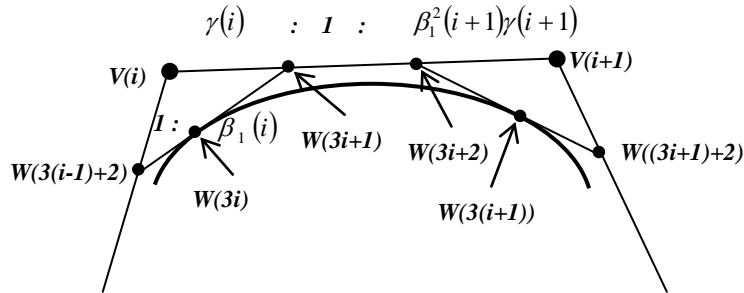 γ(i) : 1 : β₁²(i+1)γ(i+1)
V(i)
V(i+1)
1 : β₁(i)
W(3i+1)
W(3i+2)
W(3(i-1)+2)
W((3i+1)+2)
W(3i)
W(3(i+1))